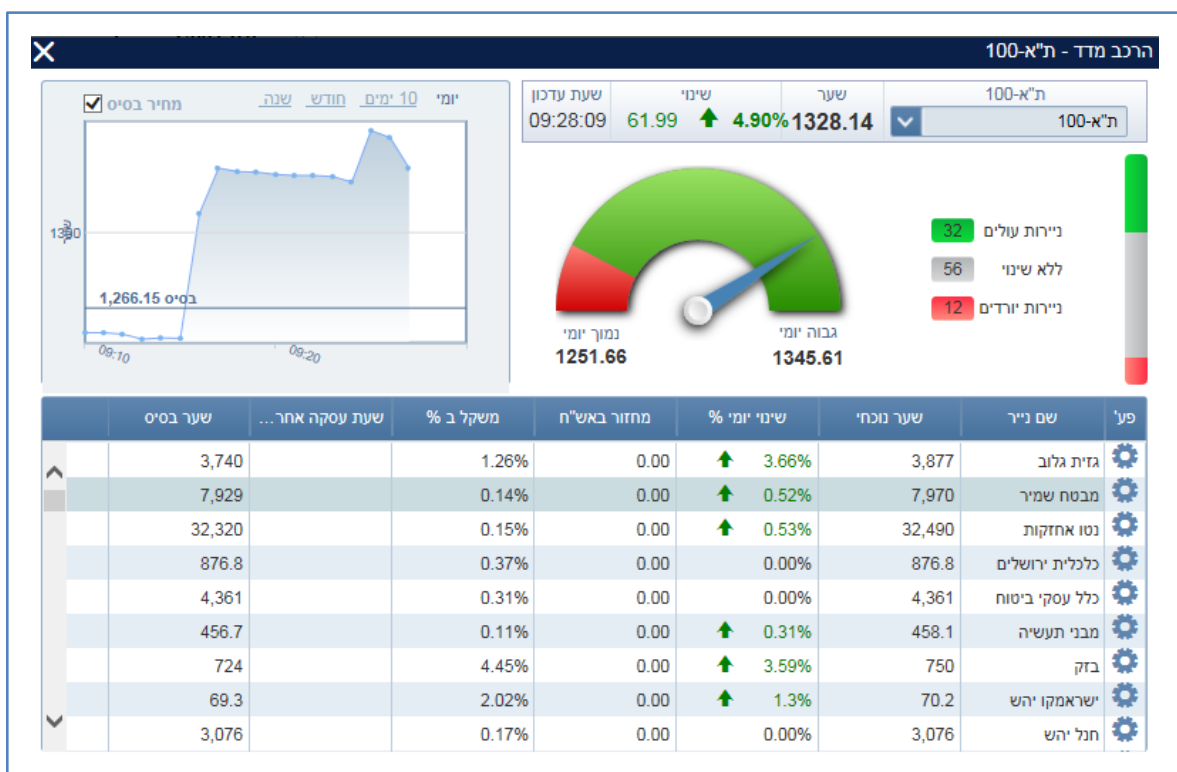 הרכב מדד - ת"א-100
ת"א-100 שער שינוי שעת עדכון
ת"א-100 1328.14 4.90% 61.99 09:28:09
יומי 10 ימים חודש שנה מחיר בסיס
1300
בסיס 1,266.15
09:10 09:20
ניירות עולים 32
ללא שינוי 56
ניירות יורדים 12
גבוה יומי נמוך יומי
1345.61 1251.66
פע' שם נייר שער נוכחי שינוי יומי % מחזור באש"ח משקל ב % שעת עסקה אחר... שער בסיס
גזית גלוב 3,877 3.66% 0.00 1.26% 3,740
מבטח שמיר 7,970 0.52% 0.00 0.14% 7,929
נטו אחזקות 32,490 0.53% 0.00 0.15% 32,320
כלכלית ירושלים 876.8 0.00% 0.00 0.37% 876.8
כלל עסקי ביטוח 4,361 0.00% 0.00 0.31% 4,361
מבני תעשיה 458.1 0.31% 0.00 0.11% 456.7
בזק 750 3.59% 0.00 4.45% 724
ישראמקו יהש 70.2 1.3% 0.00 2.02% 69.3
חנל יהש 3,076 0.00% 0.00 0.17% 3,076